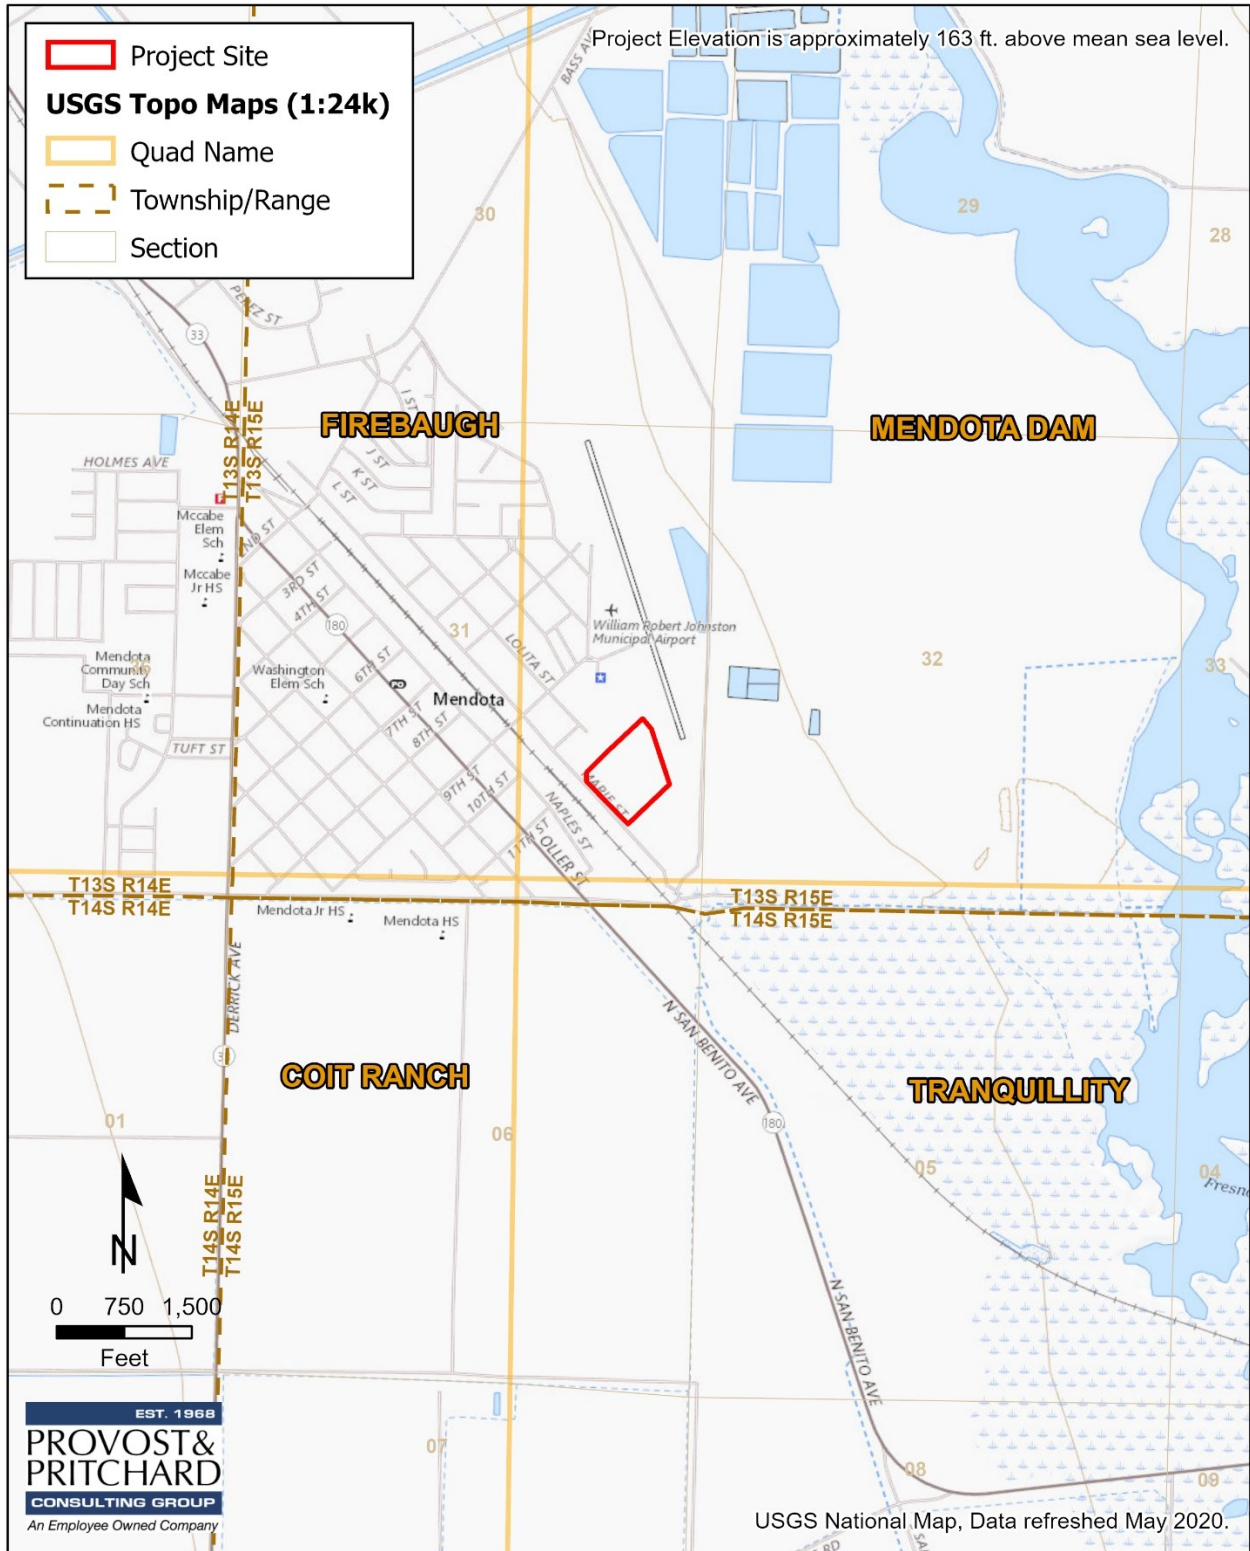 Project Elevation is approximately 163 ft. above mean sea level.
Project Site
USGS Topo Maps (1:24k)
Quad Name
Township/Range
Section
BASS AVE
30
29
28
PEREZ ST
33
I ST
J ST
K ST
L ST
FIREBAUGH
MENDOTA DAM
T13S R14E
T13S R15E
HOLMES AVE
F
Mccabe
Elem
Sch
Mccabe
Jr HS
2ND ST
3RD ST
4TH ST
180
6TH ST
31
LOLITA ST
William Robert Johnston
Municipal Airport
32
33
Mendota
Community
Day Sch
36
Mendota
Continuation HS
Washington
Elem Sch
PO
Mendota
7TH ST
8TH ST
TUFT ST
9TH ST
10TH ST
11TH ST
NAPLES ST
MARIE ST
OLLER ST
T13S R14E
T14S R14E
T13S R15E
T14S R15E
Mendota Jr HS
Mendota HS
DERRICK AVE
N SAN BENITO AVE
COIT RANCH
TRANQUILLITY
01
06
180
05
04
T14S R14E
T14S R15E
N
0 750 1,500
Feet
N SAN BENITO AVE
07
08
09
EST. 1968
PROVOST&
PRITCHARD
CONSULTING GROUP
An Employee Owned Company
USGS National Map, Data refreshed May 2020.